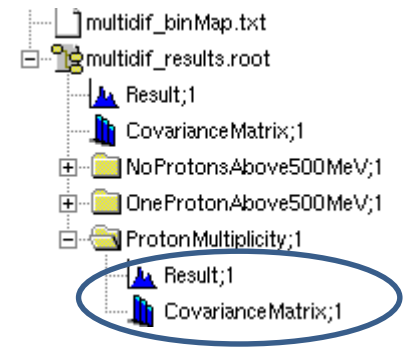 multidif_binMap.txt
multidif_results.root
Result;1
CovarianceMatrix;1
NoProtonsAbove500MeV;1
OneProtonAbove500MeV;1
ProtonMultiplicity;1
Result;1
CovarianceMatrix;1